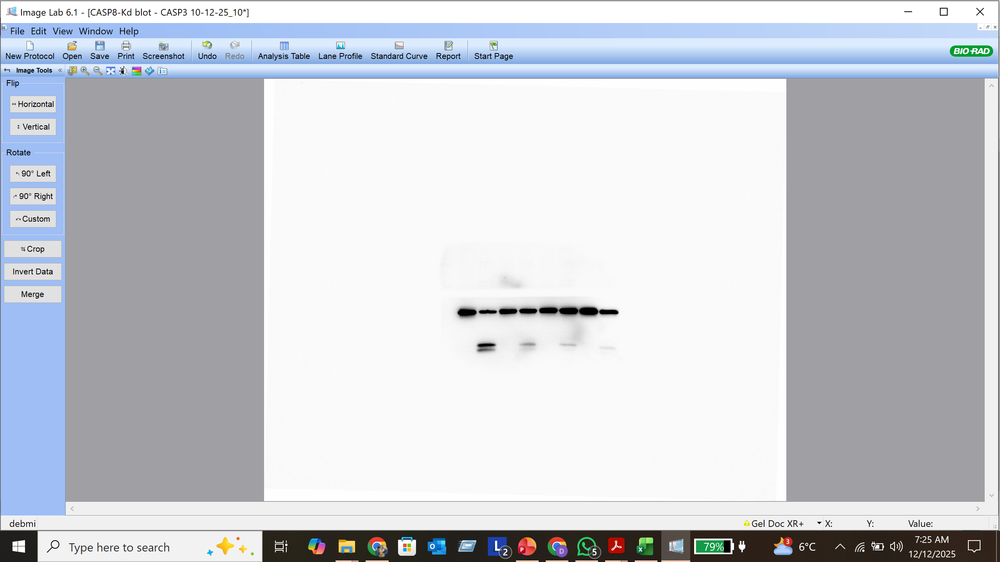 Image Lab 6.1 - [CASP8-Kd blot - CASP3 10-12-25_10*]
File Edit View Window Help
New Protocol Open Save Print Screenshot Undo Redo Analysis Table Lane Profile Standard Curve Report Start Page
BIO-RAD
Image Tools «
Flip
Horizontal
Vertical
Rotate
90° Left
90° Right
Custom
Crop
Invert Data
Merge
debmi
Gel Doc XR+ X: Y: Value:
Type here to search
L 2
P
D
5
X
79%
3
6°C
7:25 AM
12/12/2025